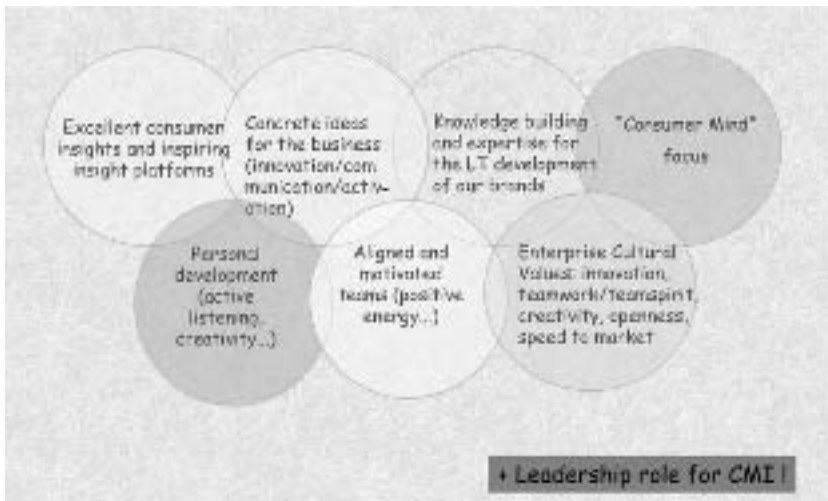 Excellent consumer
insights and inspiring
insight platforms
Concrete ideas
for the business
(innovation/com
munication/activ-
ation)
Knowledge building
and expertise for
the LT development
of our brands
"Consumer Mind"
focus
Personal
development
(active
listening,
creativity...)
Aligned and
motivated
teams (positive
energy...)
Enterprise Cultural
Values: innovation,
teamwork/teamspirit,
creativity, openness,
speed to market
+ Leadership role for CMI !